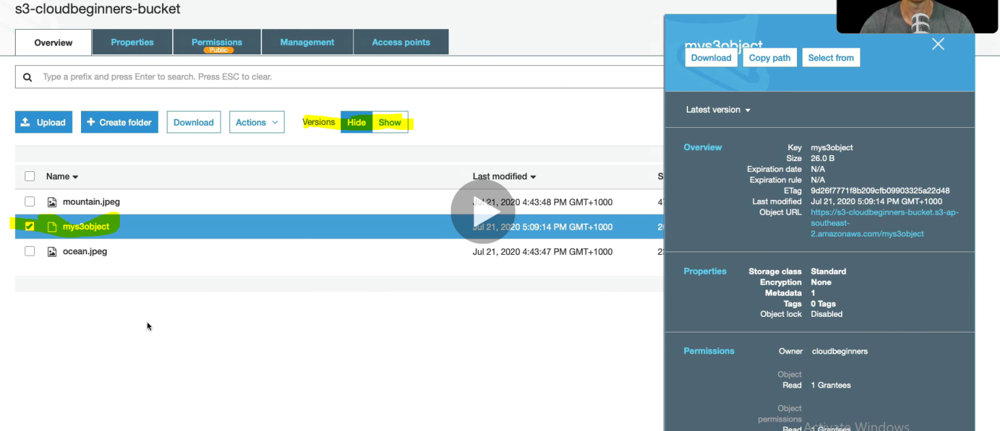 s3-cloudbeginners-bucket
Overview
Properties
Permissions
Public
Management
Access points
Type a prefix and press Enter to search. Press ESC to clear.
Upload
Create folder
Download
Actions
Versions
Hide
Show
Name
Last modified
S
mountain.jpeg
Jul 21, 2020 4:43:48 PM GMT+1000
mys3object
Jul 21, 2020 5:09:14 PM GMT+1000
ocean.jpeg
Jul 21, 2020 4:43:47 PM GMT+1000
mys3object
Download
Copy path
Select from
Latest version
Overview
Key mys3object
Size 26.0 B
Expiration date N/A
Expiration rule N/A
ETag 9d26f7771f8b209cfb09903325a22d48
Last modified Jul 21, 2020 5:09:14 PM GMT+1000
Object URL https://s3-cloudbeginners-bucket.s3-ap-
southeast-
2.amazonaws.com/mys3object
Properties
Storage class Standard
Encryption None
Metadata 1
Tags 0 Tags
Object lock Disabled
Permissions
Owner cloudbeginners
Object
Read 1 Grantees
Object
permissions
Read 1 Grantees
Activate Windows